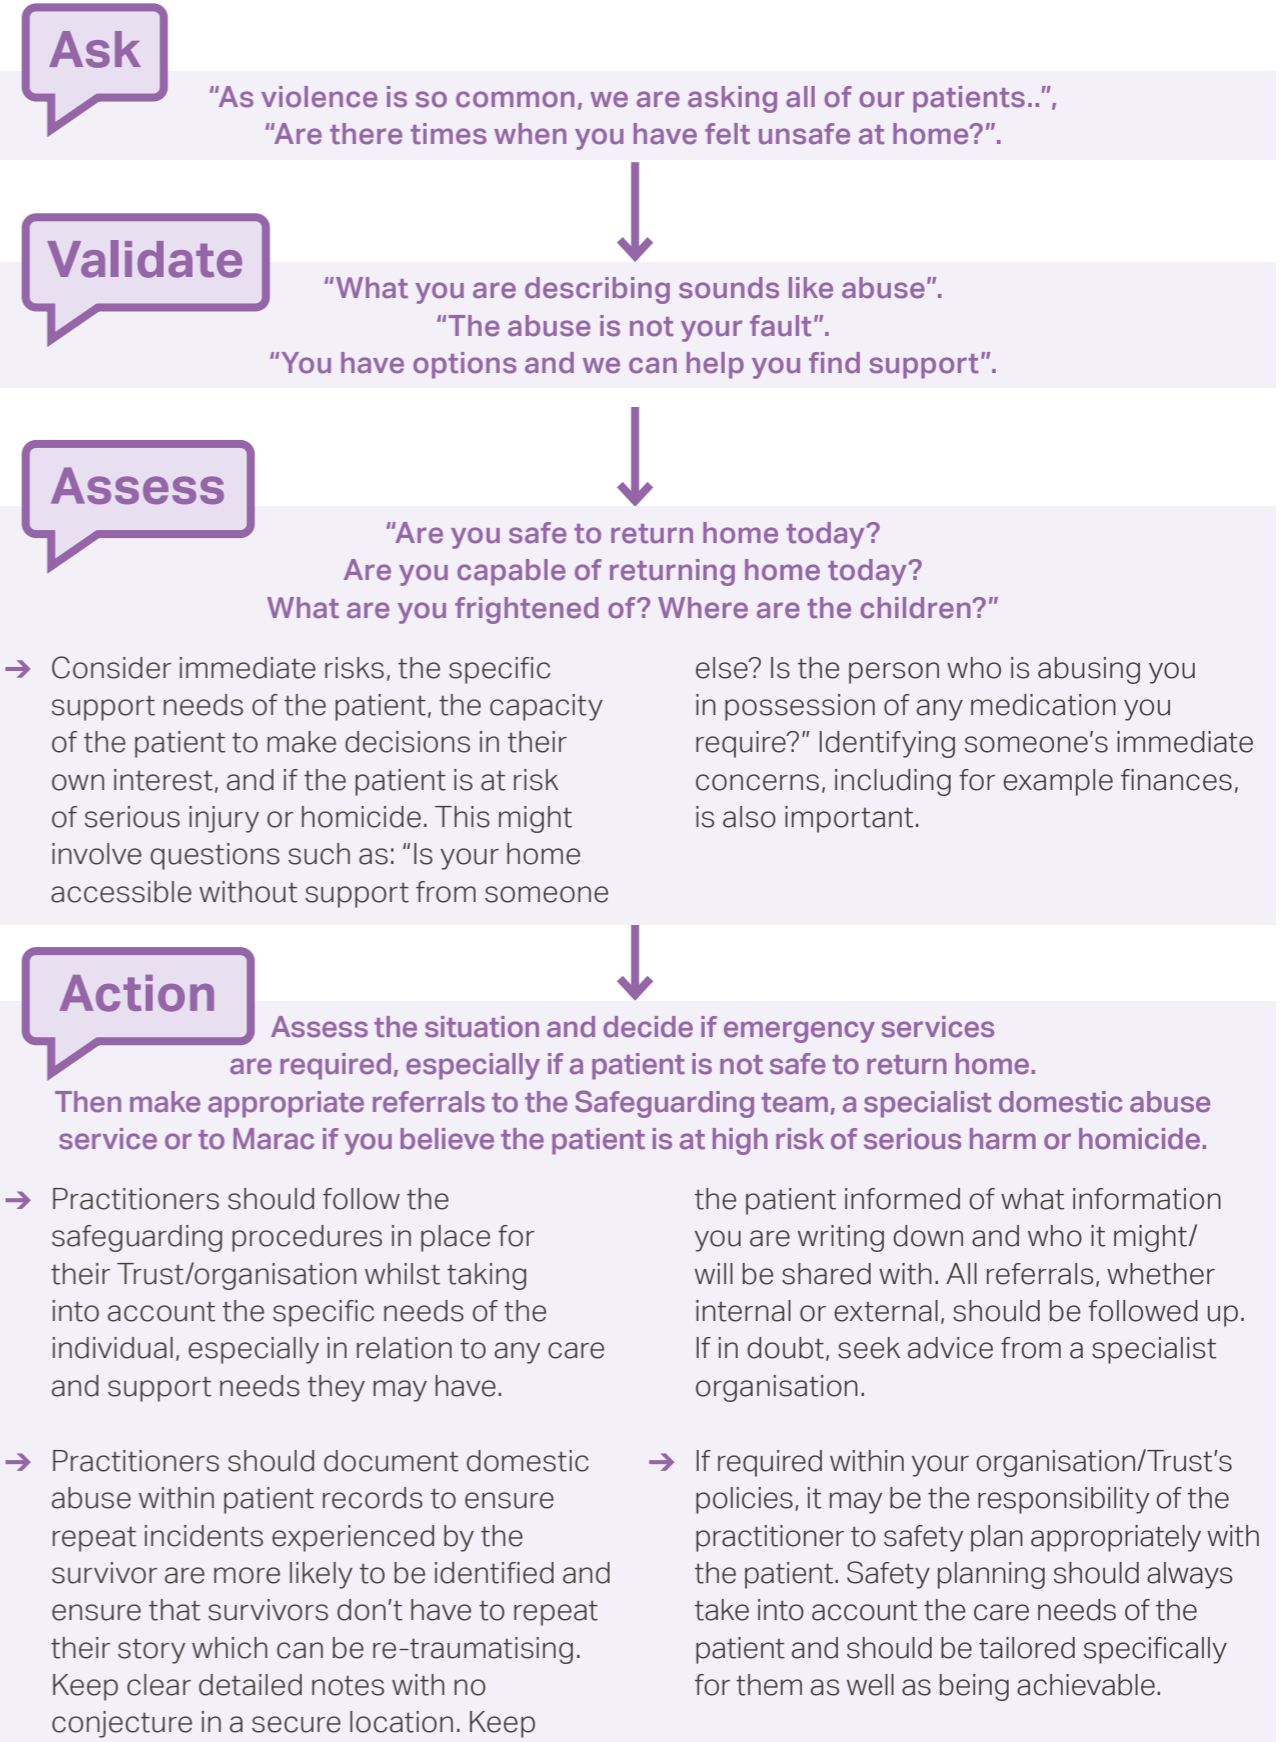 Ask
“As violence is so common, we are asking all of our patients..”,
“Are there times when you have felt unsafe at home?”.
Validate
“What you are describing sounds like abuse”.
“The abuse is not your fault”.
“You have options and we can help you find support”.
Assess
“Are you safe to return home today?
Are you capable of returning home today?
What are you frightened of? Where are the children?”
➔ Consider immediate risks, the specific
support needs of the patient, the capacity
of the patient to make decisions in their
own interest, and if the patient is at risk
of serious injury or homicide. This might
involve questions such as: “Is your home
accessible without support from someone
else? Is the person who is abusing you
in possession of any medication you
require?” Identifying someone’s immediate
concerns, including for example finances,
is also important.
Action
Assess the situation and decide if emergency services
are required, especially if a patient is not safe to return home.
Then make appropriate referrals to the Safeguarding team, a specialist domestic abuse
service or to Marac if you believe the patient is at high risk of serious harm or homicide.
➔ Practitioners should follow the
safeguarding procedures in place for
their Trust/organisation whilst taking
into account the specific needs of the
individual, especially in relation to any care
and support needs they may have.
➔ Practitioners should document domestic
abuse within patient records to ensure
repeat incidents experienced by the
survivor are more likely to be identified and
ensure that survivors don’t have to repeat
their story which can be re-traumatising.
Keep clear detailed notes with no
conjecture in a secure location. Keep
the patient informed of what information
you are writing down and who it might/
will be shared with. All referrals, whether
internal or external, should be followed up.
If in doubt, seek advice from a specialist
organisation.
➔ If required within your organisation/Trust’s
policies, it may be the responsibility of the
practitioner to safety plan appropriately with
the patient. Safety planning should always
take into account the care needs of the
patient and should be tailored specifically
for them as well as being achievable.